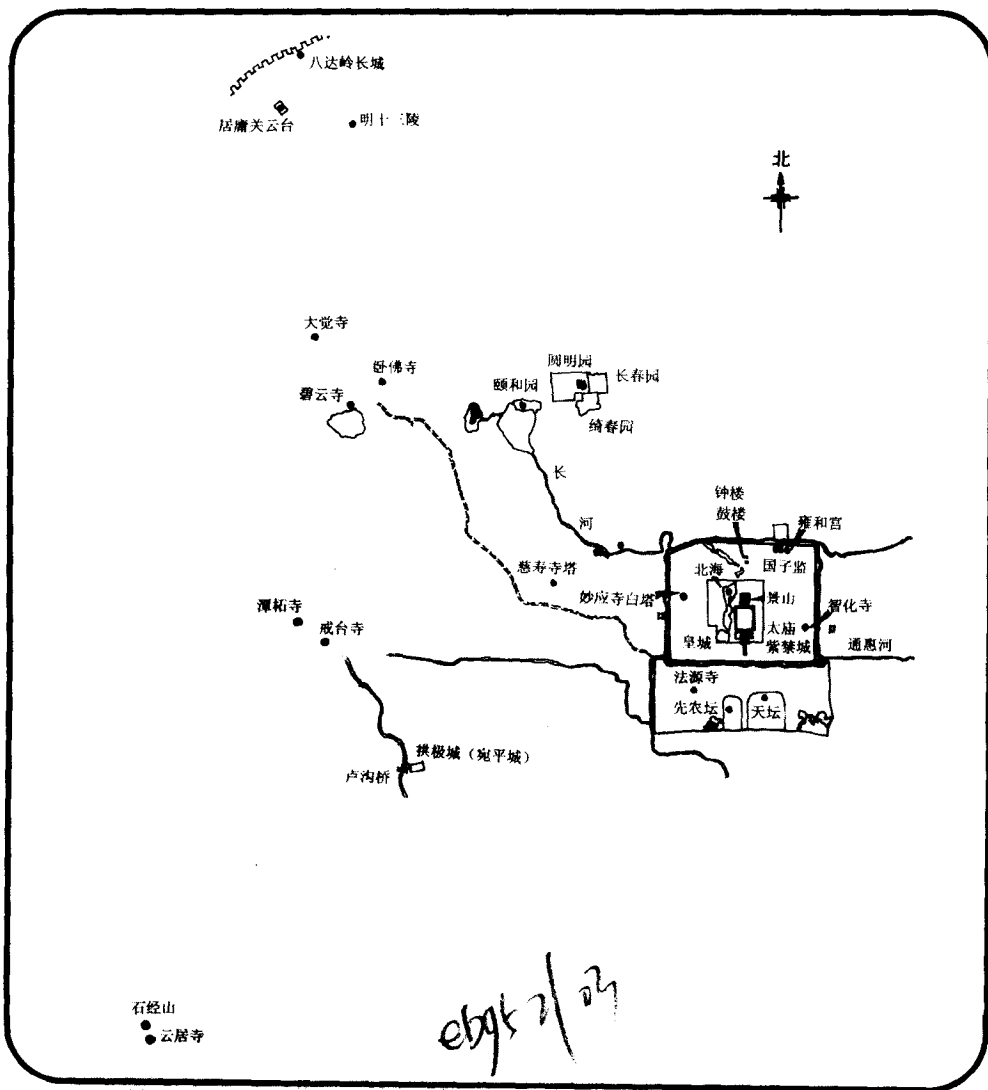 八达岭长城
居庸关云台
明十三陵
北
大觉寺
卧佛寺
碧云寺
颐和园
圆明园
长春园
绮春园
长
河
钟楼
鼓楼
雍和宫
国子监
北海
慈寿寺塔
妙应寺白塔
景山
智化寺
太庙
皇城
紫禁城
通惠河
潭柘寺
戒台寺
法源寺
先农坛
天坛
拱极城（宛平城）
卢沟桥
石经山
云居寺